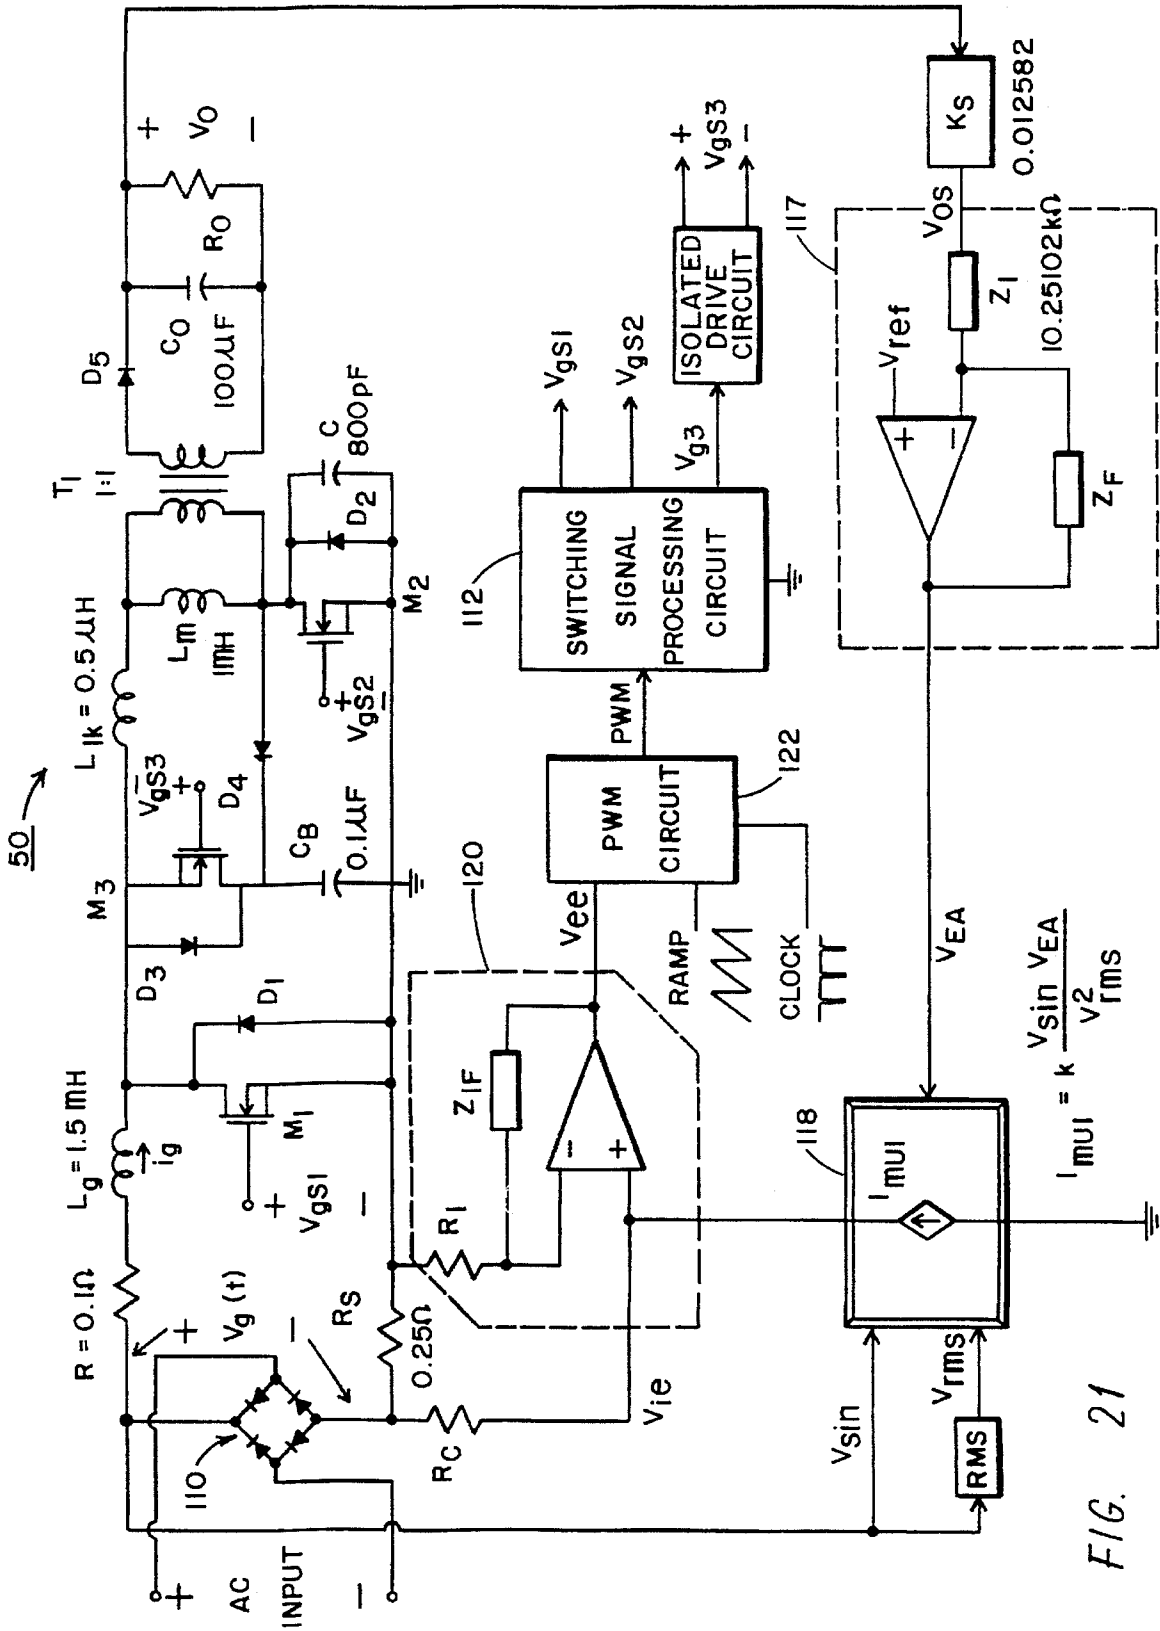 50
R = 0.1Ω
Lg = 1.5 mH
ig
M3
VgS3
+
−
L1k = 0.5 μH
T1
1:1
D5
Lm
1mH
CO
100μF
RO
+
VO
−
D3
D4
CB
0.1μF
D1
M1
+
VgS1
−
M2
+
VgS2
−
D2
C
800pF
+
AC
INPUT
−
110
+
Vg (t)
−
RS
0.25Ω
RC
RI
ZIF
−
+
120
Vie
Vee
RAMP
CLOCK
PWM
CIRCUIT
122
PWM
112
SWITCHING
SIGNAL
PROCESSING
CIRCUIT
VgS1
VgS2
Vg3
ISOLATED
DRIVE
CIRCUIT
+
VgS3
−
117
Vref
+
−
ZF
ZI
10.25102kΩ
VOS
KS
0.012582
VEA
118
Imul
Vsin
Vrms
RMS
Imul = k Vsin VEA / V2rms
FIG. 21